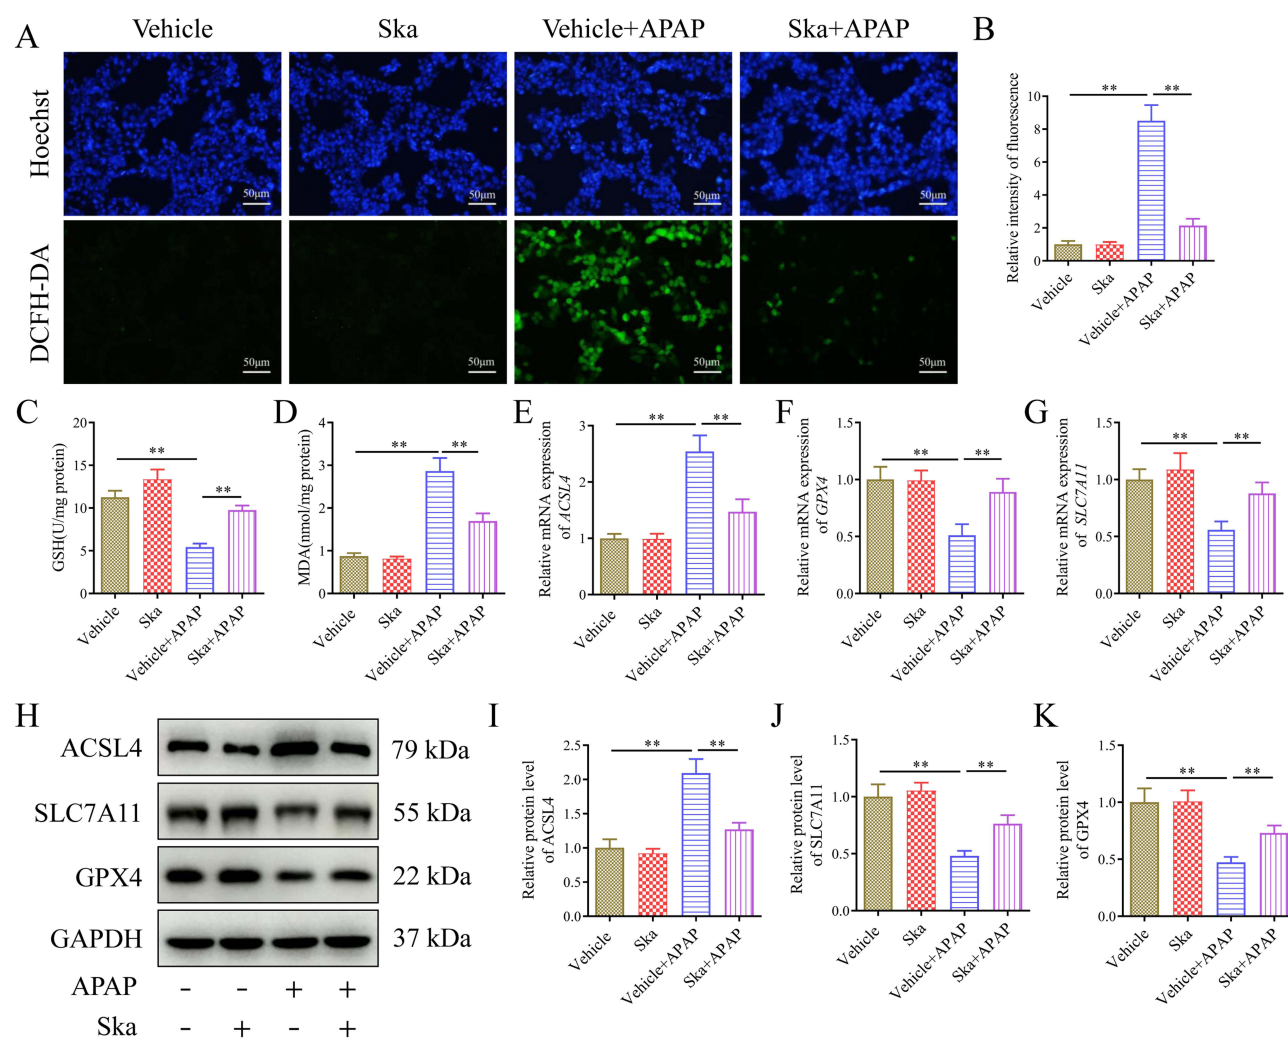 A
Vehicle
Ska
Vehicle+APAP
Ska+APAP
Hoechst
50μm
50μm
50μm
50μm
DCFH-DA
50μm
50μm
50μm
50μm
B
Relative intensity of fluorescence
10
8
6
4
2
0
**
**
Vehicle
Ska
Vehicle+APAP
Ska+APAP
C
GSH(U/mg protein)
20
15
10
5
0
**
**
Vehicle
Ska
Vehicle+APAP
Ska+APAP
D
MDA(nmol/mg protein)
4
3
2
1
0
**
**
Vehicle
Ska
Vehicle+APAP
Ska+APAP
E
Relative mRNA expression
of ACSL4
3
2
1
0
**
**
Vehicle
Ska
Vehicle+APAP
Ska+APAP
F
Relative mRNA expression
of GPX4
1.5
1.0
0.5
0.0
**
**
Vehicle
Ska
Vehicle+APAP
Ska+APAP
G
Relative mRNA expression
of SLC7A11
1.5
1.0
0.5
0.0
**
**
Vehicle
Ska
Vehicle+APAP
Ska+APAP
H
ACSL4 79 kDa
SLC7A11 55 kDa
GPX4 22 kDa
GAPDH 37 kDa
APAP - - + +
Ska - + - +
I
Relative protein level
of ACSL4
2.5
2.0
1.5
1.0
0.5
0.0
**
**
Vehicle
Ska
Vehicle+APAP
Ska+APAP
J
Relative protein level
of SLC7A11
1.5
1.0
0.5
0.0
**
**
Vehicle
Ska
Vehicle+APAP
Ska+APAP
K
Relative protein level
of GPX4
1.5
1.0
0.5
0.0
**
**
Vehicle
Ska
Vehicle+APAP
Ska+APAP